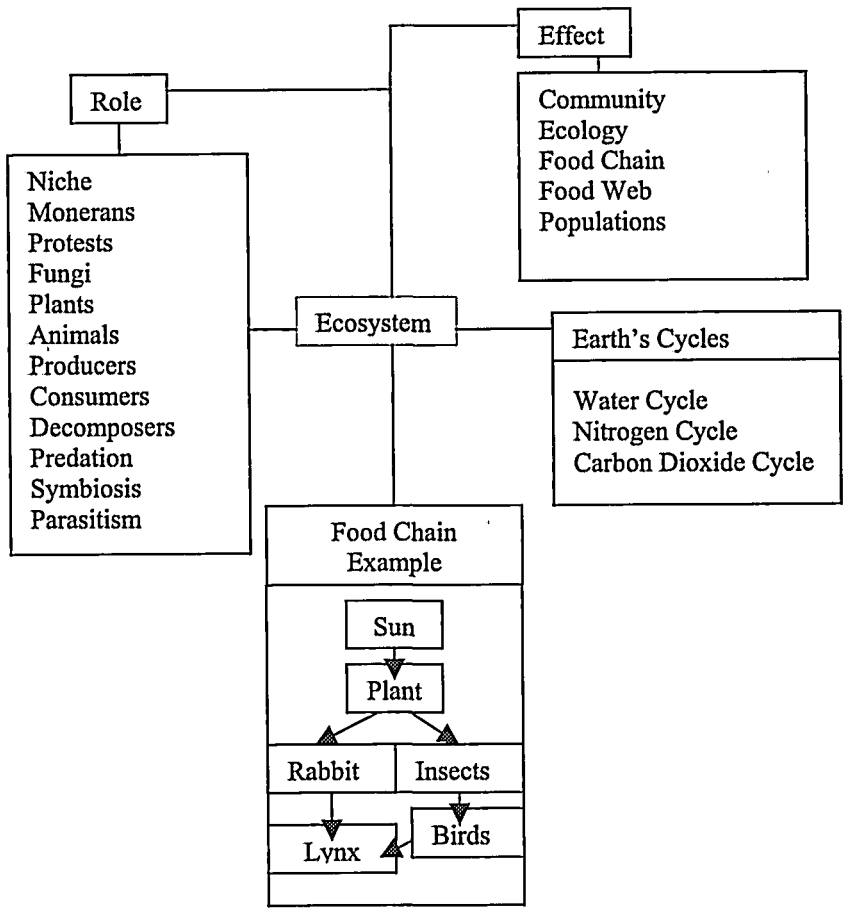 Effect
Community
Ecology
Food Chain
Food Web
Populations
Role
Niche
Monerans
Protests
Fungi
Plants
Animals
Producers
Consumers
Decomposers
Predation
Symbiosis
Parasitism
Ecosystem
Earth's Cycles
Water Cycle
Nitrogen Cycle
Carbon Dioxide Cycle
Food Chain
Example
Sun
Plant
Rabbit
Insects
Lynx
Birds